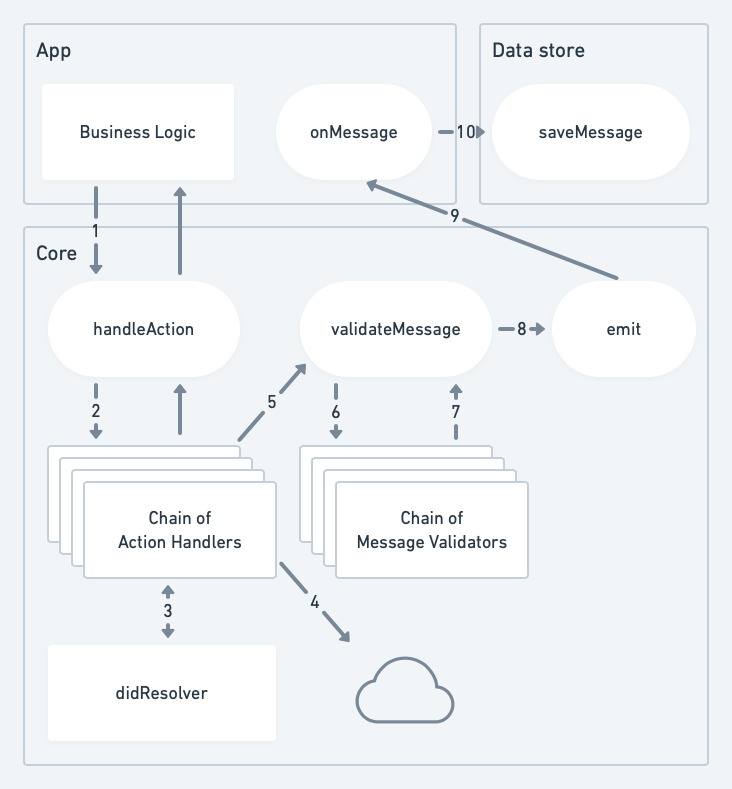 App
Data store
Business Logic
onMessage
10
saveMessage
1
9
Core
handleAction
validateMessage
8
emit
2
5
6
7
Chain of
Action Handlers
Chain of
Message Validators
3
4
didResolver